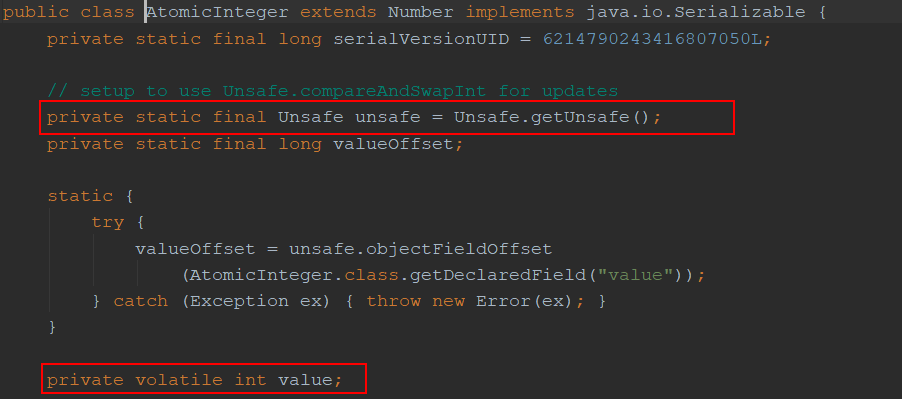 public class AtomicInteger extends Number implements java.io.Serializable {
private static final long serialVersionUID = 6214790243416807050L;
// setup to use Unsafe.compareAndSwapInt for updates
private static final Unsafe unsafe = Unsafe.getUnsafe();
private static final long valueOffset;
static {
try {
valueOffset = unsafe.objectFieldOffset
(AtomicInteger.class.getDeclaredField("value"));
} catch (Exception ex) { throw new Error(ex); }
}
private volatile int value;